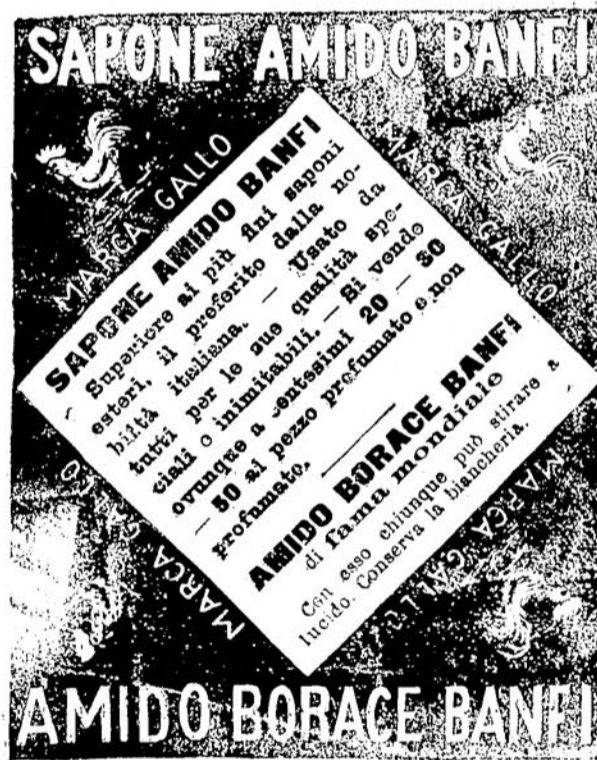 SAPONE AMIDO BANFI
MARCA GALLO
MARCA GALLO
SAPONE AMIDO BANFI
Superiore ai più fini saponi
esteri, il preferito dalla no-
biltà italiana. — Usato da
tutti per le sue qualità spe-
ciali e inimitabili. — Si vende
ovunque a centesimi 20 — 30
— 50 al pezzo profumato e non
profumato.
AMIDO BORACE BANFI
di fama mondiale
Con esso chiunque può stirare a
lucido. Conserva la biancheria.
MARCA GALLO
MARCA GALLO
AMIDO BORACE BANFI